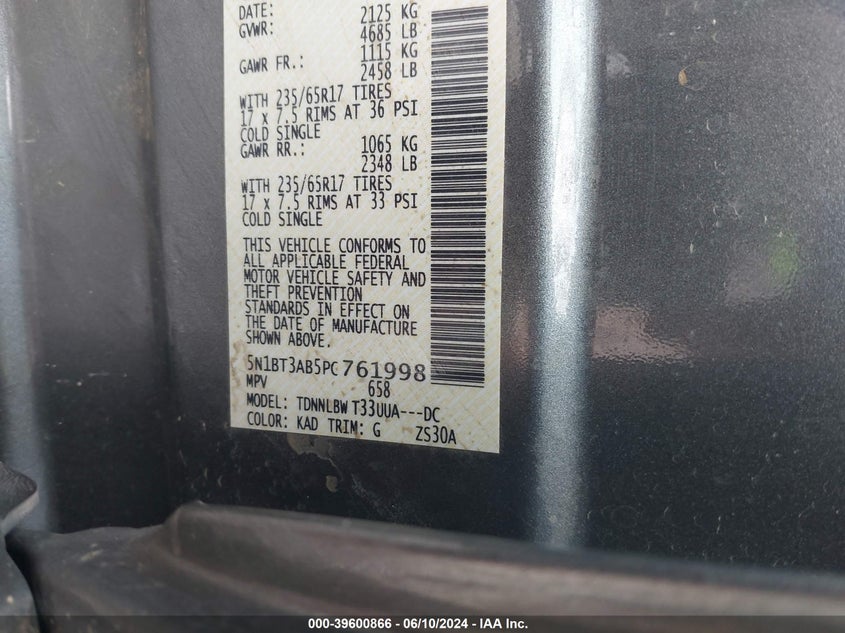 DATE: 2125 KG
GVWR: 4685 LB
1115 KG
GAWR FR.: 2458 LB
WITH 235/65R17 TIRES
17 x 7.5 RIMS AT 36 PSI
COLD SINGLE
GAWR RR.: 1065 KG
2348 LB
WITH 235/65R17 TIRES
17 x 7.5 RIMS AT 33 PSI
COLD SINGLE
THIS VEHICLE CONFORMS TO
ALL APPLICABLE FEDERAL
MOTOR VEHICLE SAFETY AND
THEFT PREVENTION
STANDARDS IN EFFECT ON
THE DATE OF MANUFACTURE
SHOWN ABOVE.
5N1BT3AB5PC761998
MPV 658
MODEL: TDNNLBW T33UUA---DC
COLOR: KAD TRIM: G ZS30A
000-39600866 - 06/10/2024 - IAA Inc.